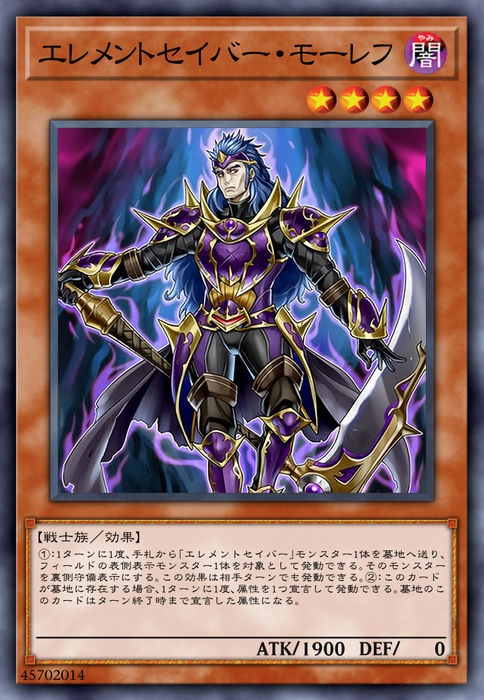 エレメントセイバー・モーレフ
やみ
闇
【戦士族／効果】
①:1ターンに1度、手札から「エレメントセイバー」モンスター1体を墓地へ送り、
フィールドの表側表示モンスター1体を対象として発動できる。そのモンスター
を裏側守備表示にする。この効果は相手ターンでも発動できる。②:このカード
が墓地に存在する場合、1ターンに1度、属性を1つ宣言して発動できる。墓地のこ
のカードはターン終了時まで宣言した属性になる。
ATK/1900 DEF/ 0
45702014